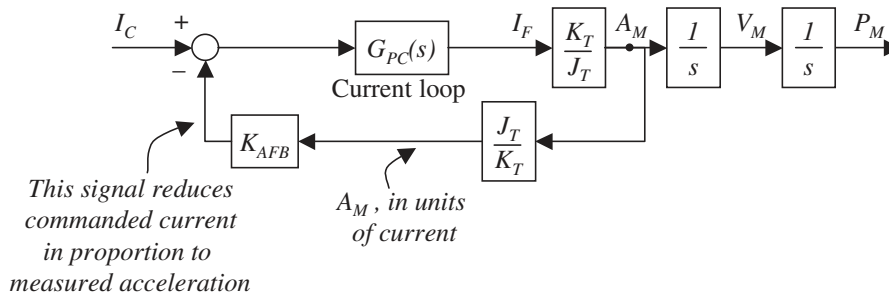 I_C
+
−
G_PC(s)
Current loop
I_F
K_T
J_T
A_M
1
s
V_M
1
s
P_M
K_AFB
J_T
K_T
This signal reduces
commanded current
in proportion to
measured acceleration
A_M , in units
of current